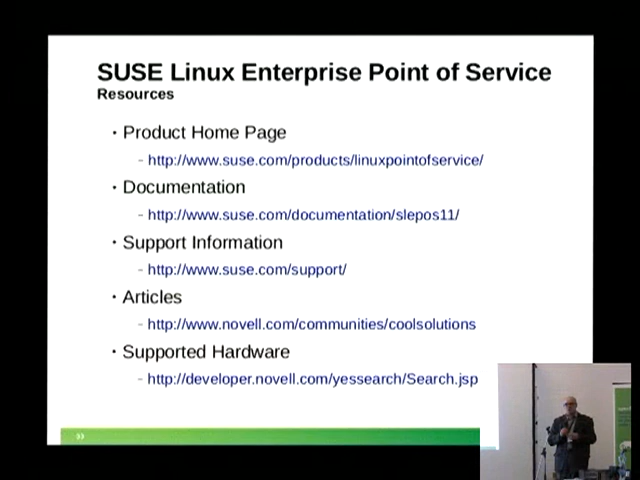 SUSE Linux Enterprise Point of Service
Resources
• Product Home Page
– http://www.suse.com/products/linuxpointofservice/
• Documentation
– http://www.suse.com/documentation/slepos11/
• Support Information
– http://www.suse.com/support/
• Articles
– http://www.novell.com/communities/coolsolutions
• Supported Hardware
– http://developer.novell.com/yessearch/Search.jsp
33